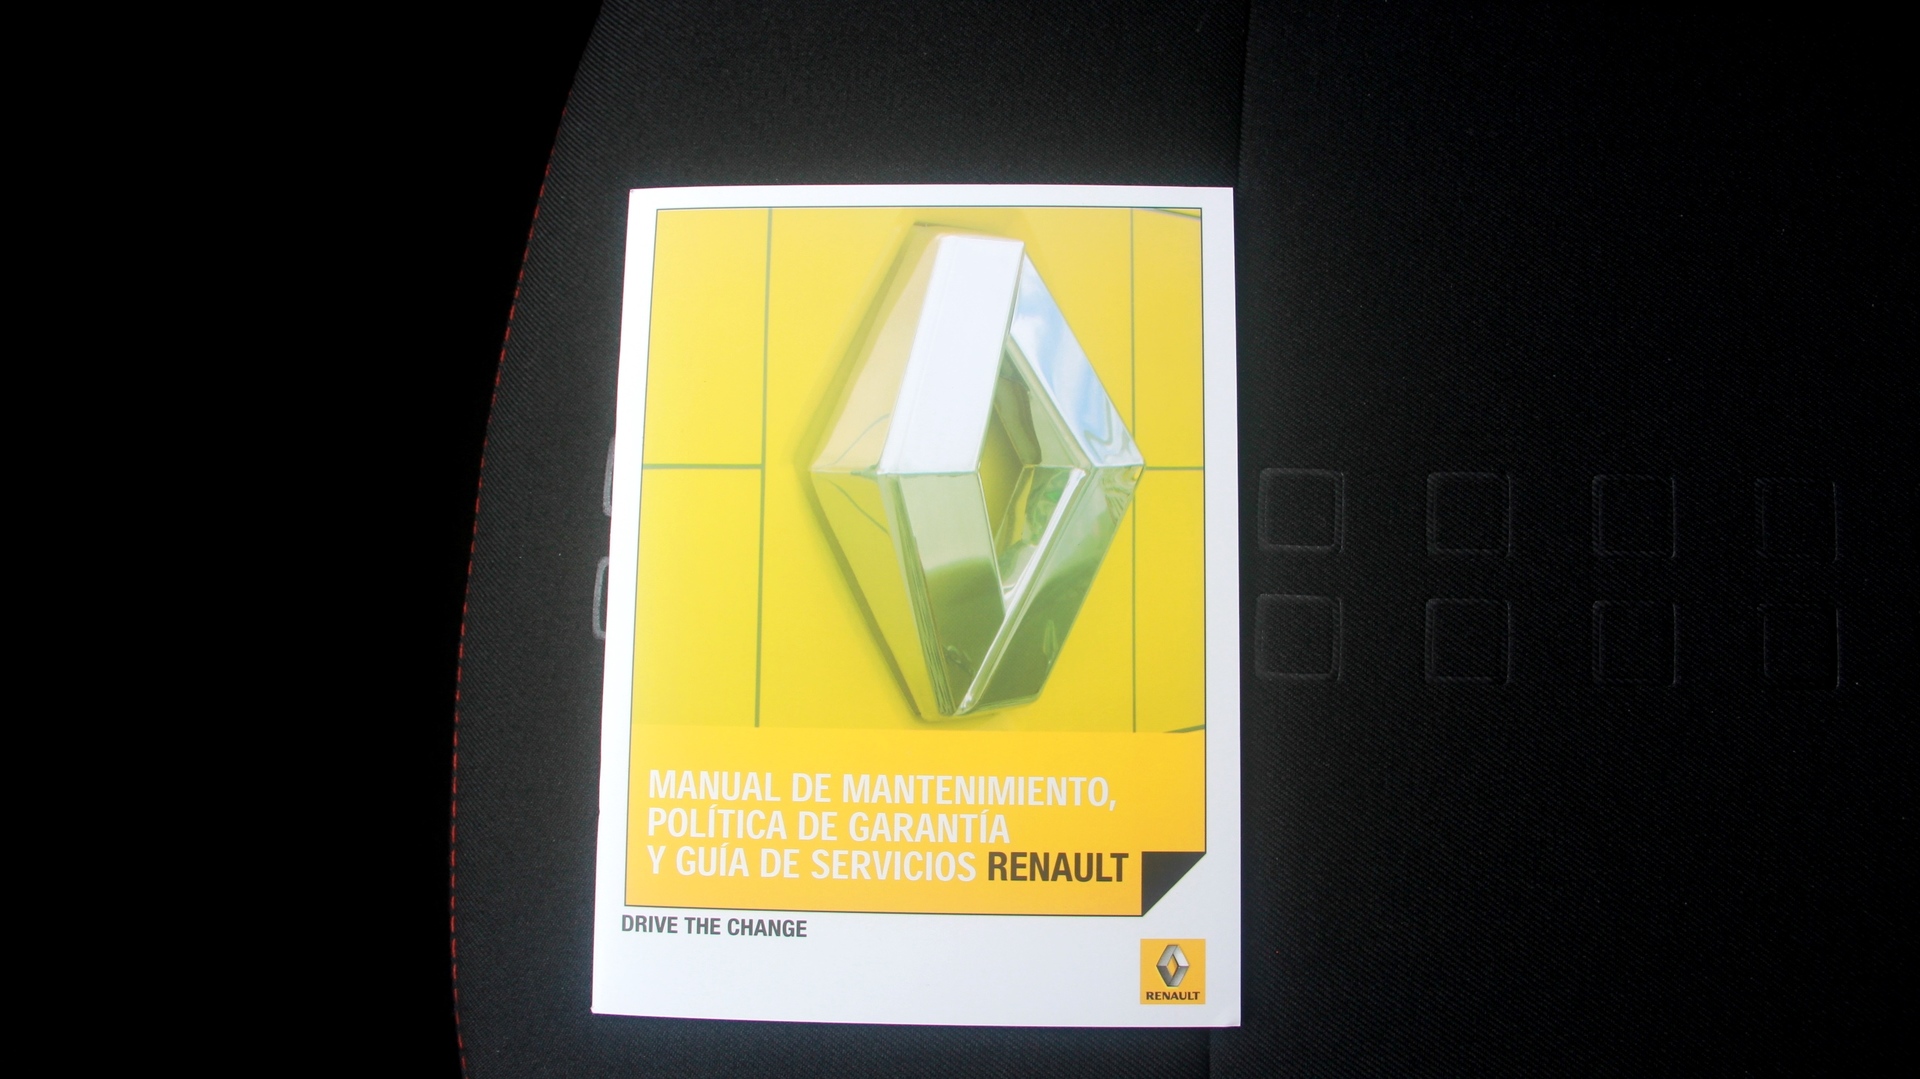 MANUAL DE MANTENIMIENTO,
POLÍTICA DE GARANTÍA
Y GUÍA DE SERVICIOS RENAULT
DRIVE THE CHANGE
RENAULT